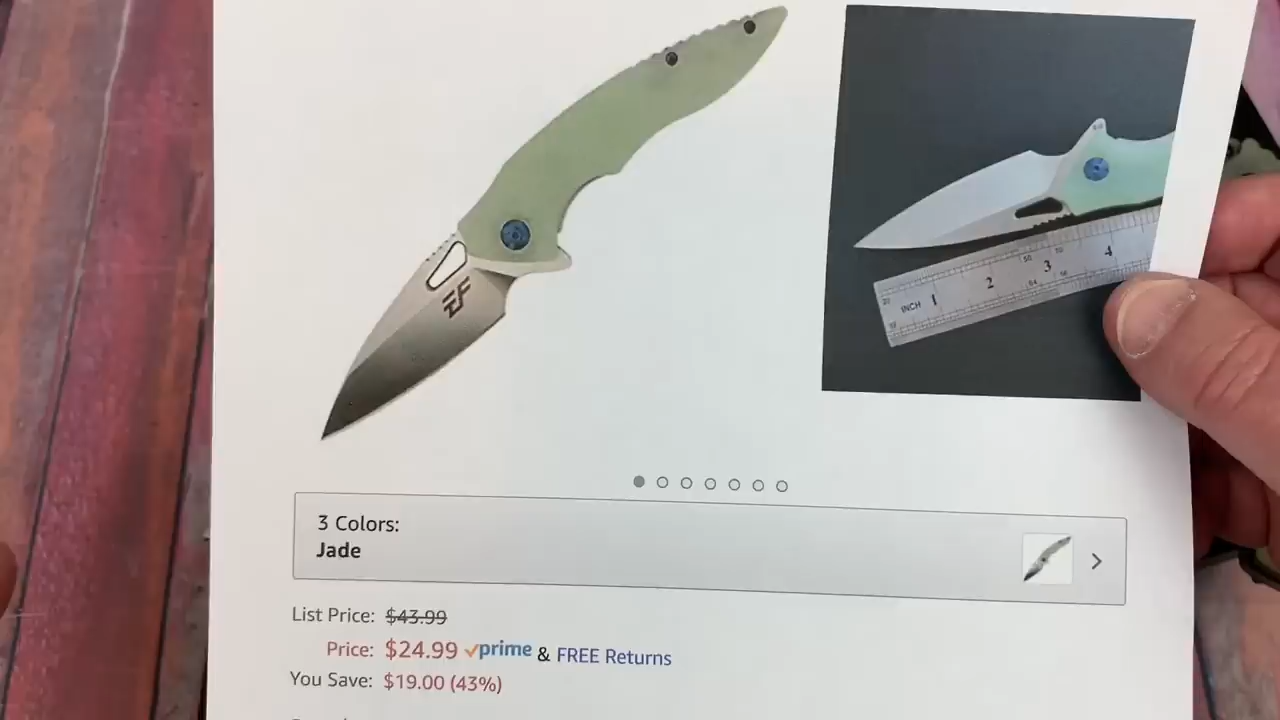 INCH 1 2 3 4
3 Colors:
Jade
List Price: $43.99
Price: $24.99 prime & FREE Returns
You Save: $19.00 (43%)